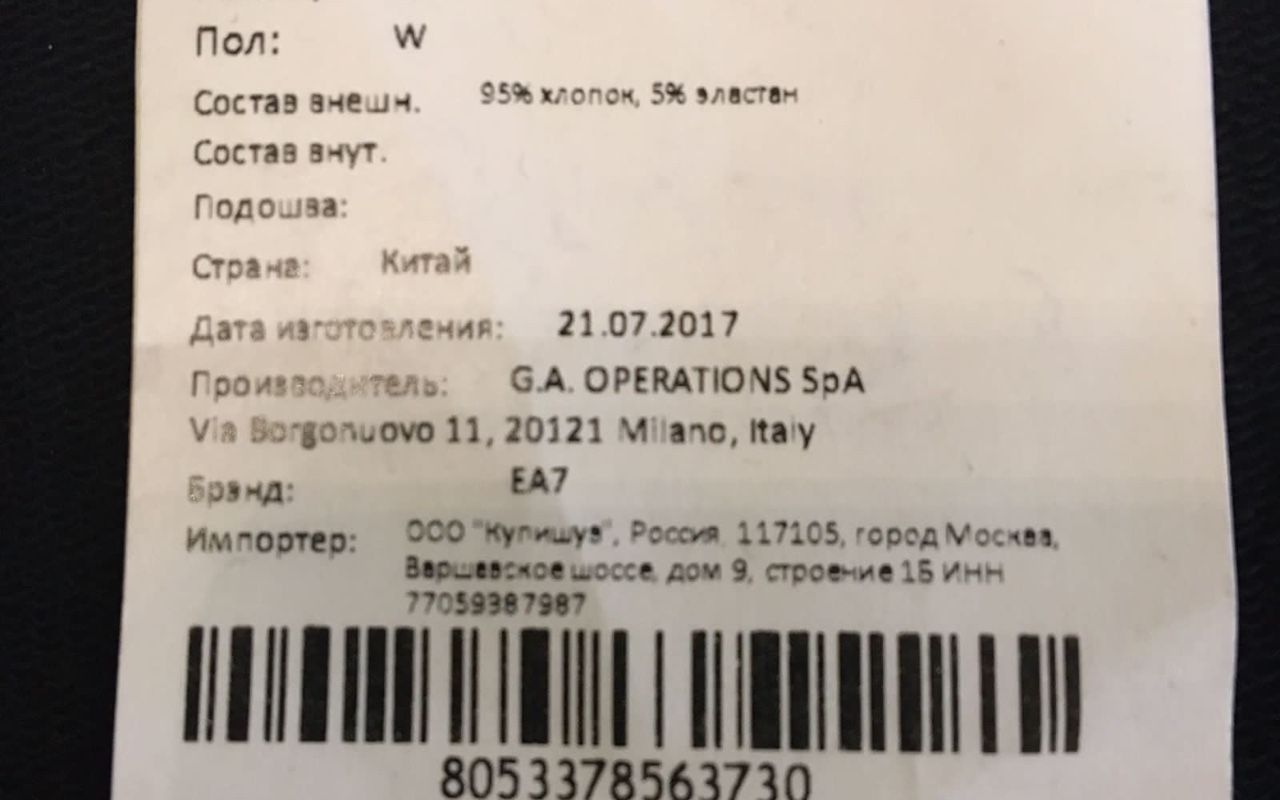 Пол: W
Состав внешн. 95% хлопок, 5% эластан
Состав внут.
Подошва:
Страна: Китай
Дата изготовления: 21.07.2017
Производитель: G.A. OPERATIONS SpA
Via Borgonuovo 11, 20121 Milano, Italy
Брэнд: EA7
Импортер: ООО "Купишуз", Россия, 117105, город Москва,
Варшавское шоссе, дом 9, строение 1Б ИНН
77059387987
8053378563730